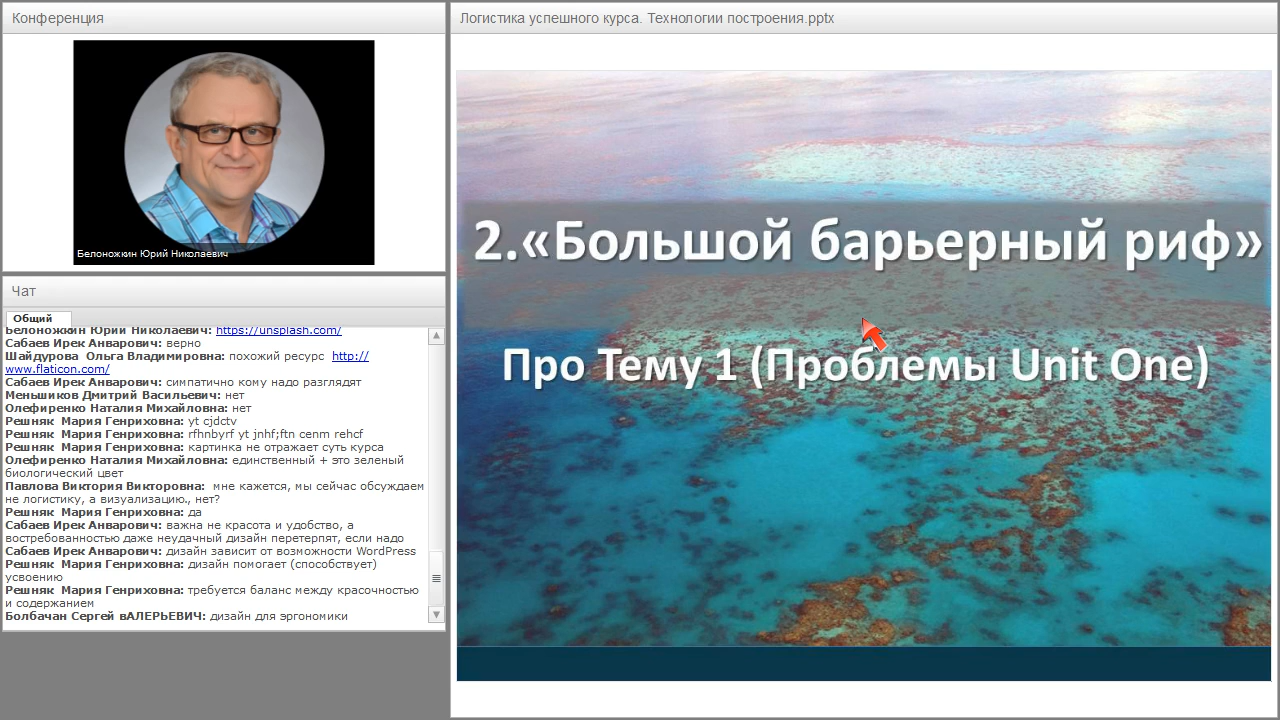 Конференция
Белоножкин Юрий Николаевич
Чат
Общий
Белоножкин Юрий Николаевич: https://unsplash.com/
Сабаев Ирек Анварович: верно
Шайдурова Ольга Владимировна: похожий ресурс http://
www.flaticon.com/
Сабаев Ирек Анварович: симпатично кому надо разглядят
Меньшиков Дмитрий Васильевич: нет
Олефиренко Наталия Михайловна: нет
Решняк Мария Генриховна: yt cjdctv
Решняк Мария Генриховна: rfhnbyrf yt jnhf;ftn cenm rehcf
Решняк Мария Генриховна: картинка не отражает суть курса
Олефиренко Наталия Михайловна: единственный + это зеленый
биологический цвет
Павлова Виктория Викторовна: мне кажется, мы сейчас обсуждаем
не логистику, а визуализацию., нет?
Решняк Мария Генриховна: да
Сабаев Ирек Анварович: важна не красота и удобство, а
востребованностью даже неудачный дизайн перетерпят, если надо
Сабаев Ирек Анварович: дизайн зависит от возможности WordPress
Решняк Мария Генриховна: дизайн помогает (способствует)
усвоению
Решняк Мария Генриховна: требуется баланс между красочностью
и содержанием
Болбачан Сергей вАЛЕРЬЕВИЧ: дизайн для эргономики
Логистика успешного курса. Технологии построения.pptx
2.«Большой барьерный риф»
Про Тему 1 (Проблемы Unit One)